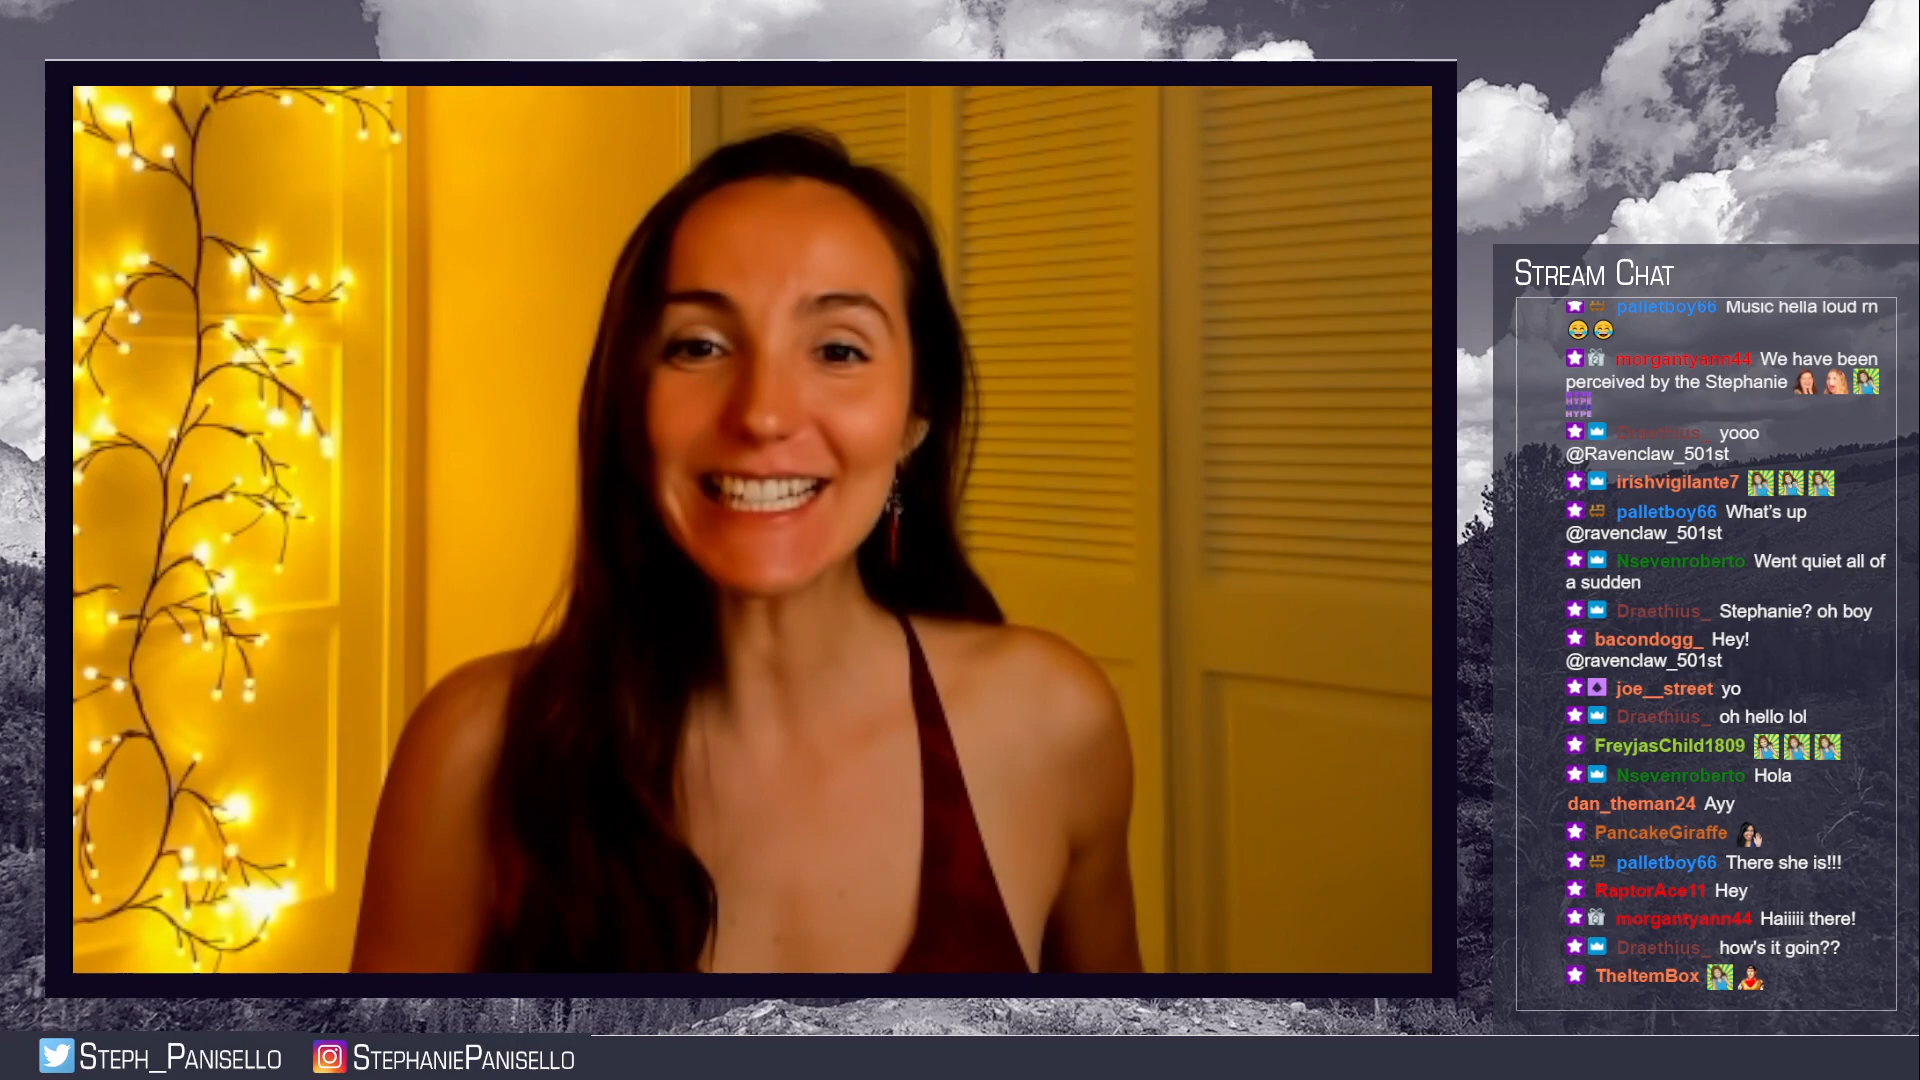 Stream Chat
palletboy66 Music hella loud rn
morgantyann44 We have been
perceived by the Stephanie
HYPE
HYPE
Draethius_ yooo
@Ravenclaw_501st
irishvigilante7
palletboy66 What's up
@ravenclaw_501st
Nsevenroberto Went quiet all of
a sudden
Draethius_ Stephanie? oh boy
bacondogg_ Hey!
@ravenclaw_501st
joe__street yo
Draethius_ oh hello lol
FreyjasChild1809
Nsevenroberto Hola
dan_theman24 Ayy
PancakeGiraffe
palletboy66 There she is!!!
RaptorAce11 Hey
morgantyann44 Haiiiii there!
Draethius_ how's it goin??
TheItemBox
Steph_Panisello StephaniePanisello